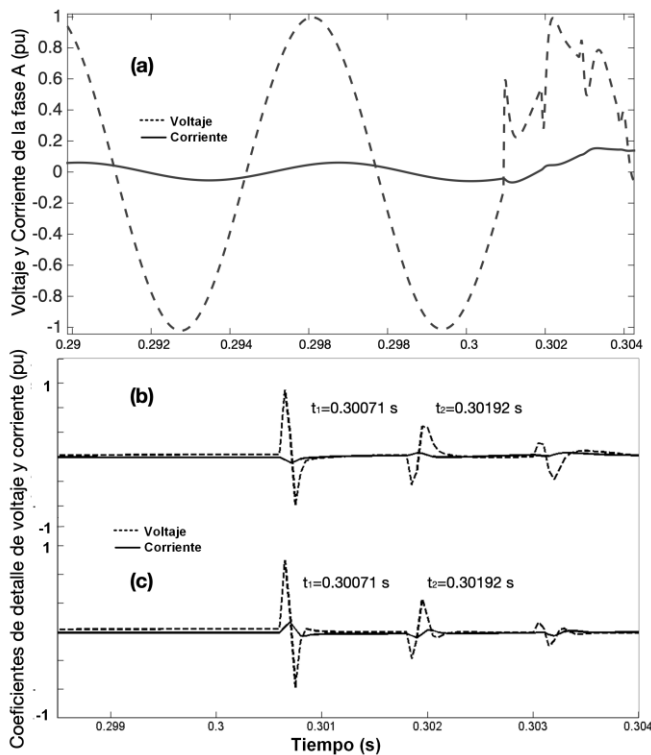 Voltaje y Corriente de la fase A (pu)
1
0.8
0.6
0.4
0.2
0
-0.2
-0.4
-0.6
-0.8
-1
(a)
Voltaje
Corriente
0.29
0.292
0.294
0.296
0.298
0.3
0.302
0.304
Coeficientes de detalle de voltaje y corriente (pu)
1
(b)
t₁=0.30071 s
t₂=0.30192 s
-1
Voltaje
Corriente
1
(c)
t₁=0.30071 s
t₂=0.30192 s
-1
0.299
0.3
0.301
0.302
0.303
0.304
Tiempo (s)